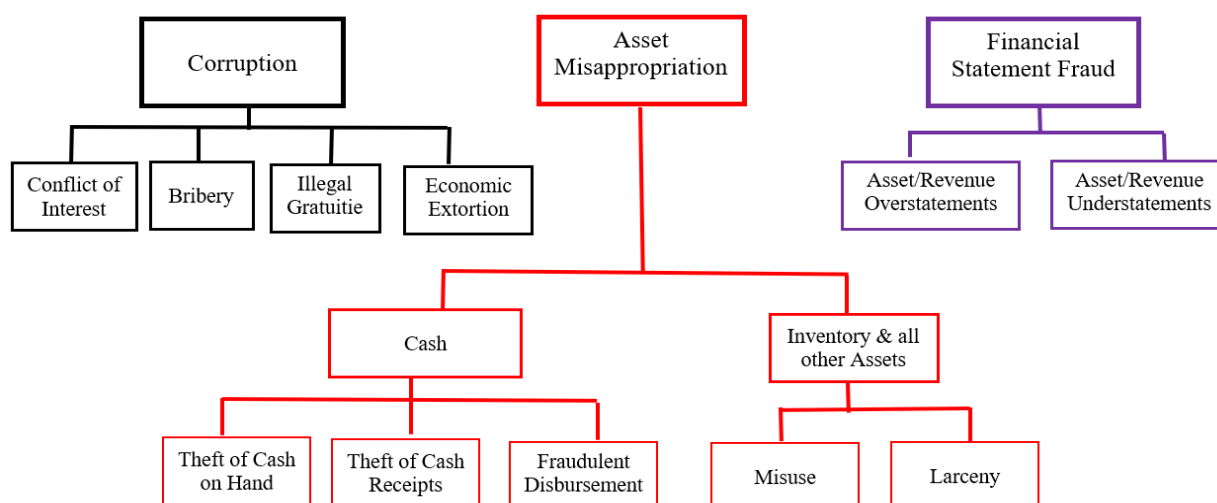 Corruption
Asset
Misappropriation
Financial
Statement Fraud
Conflict of
Interest
Bribery
Illegal
Gratuitie
Economic
Extortion
Asset/Revenue
Overstatements
Asset/Revenue
Understatements
Cash
Inventory & all
other Assets
Theft of Cash
on Hand
Theft of Cash
Receipts
Fraudulent
Disbursement
Misuse
Larceny